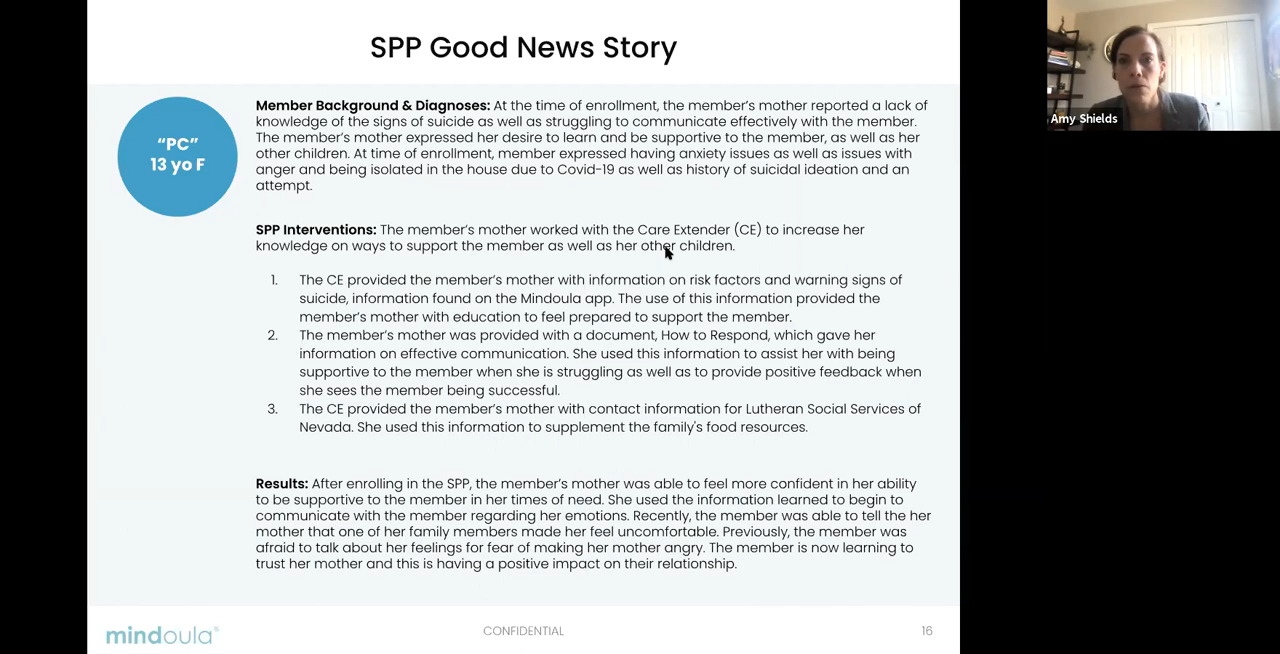 SPP Good News Story
“PC”
13 yo F
Member Background & Diagnoses: At the time of enrollment, the member’s mother reported a lack of
knowledge of the signs of suicide as well as struggling to communicate effectively with the member.
The member’s mother expressed her desire to learn and be supportive to the member, as well as her
other children. At time of enrollment, member expressed having anxiety issues as well as issues with
anger and being isolated in the house due to Covid-19 as well as history of suicidal ideation and an
attempt.
SPP Interventions: The member’s mother worked with the Care Extender (CE) to increase her
knowledge on ways to support the member as well as her other children.
1. The CE provided the member’s mother with information on risk factors and warning signs of
suicide, information found on the Mindoula app. The use of this information provided the
member’s mother with education to feel prepared to support the member.
2. The member’s mother was provided with a document, How to Respond, which gave her
information on effective communication. She used this information to assist her with being
supportive to the member when she is struggling as well as to provide positive feedback when
she sees the member being successful.
3. The CE provided the member’s mother with contact information for Lutheran Social Services of
Nevada. She used this information to supplement the family’s food resources.
Results: After enrolling in the SPP, the member’s mother was able to feel more confident in her ability
to be supportive to the member in her times of need. She used the information learned to begin to
communicate with the member regarding her emotions. Recently, the member was able to tell the her
mother that one of her family members made her feel uncomfortable. Previously, the member was
afraid to talk about her feelings for fear of making her mother angry. The member is now learning to
trust her mother and this is having a positive impact on their relationship.
mindoula®
CONFIDENTIAL
16
Amy Shields